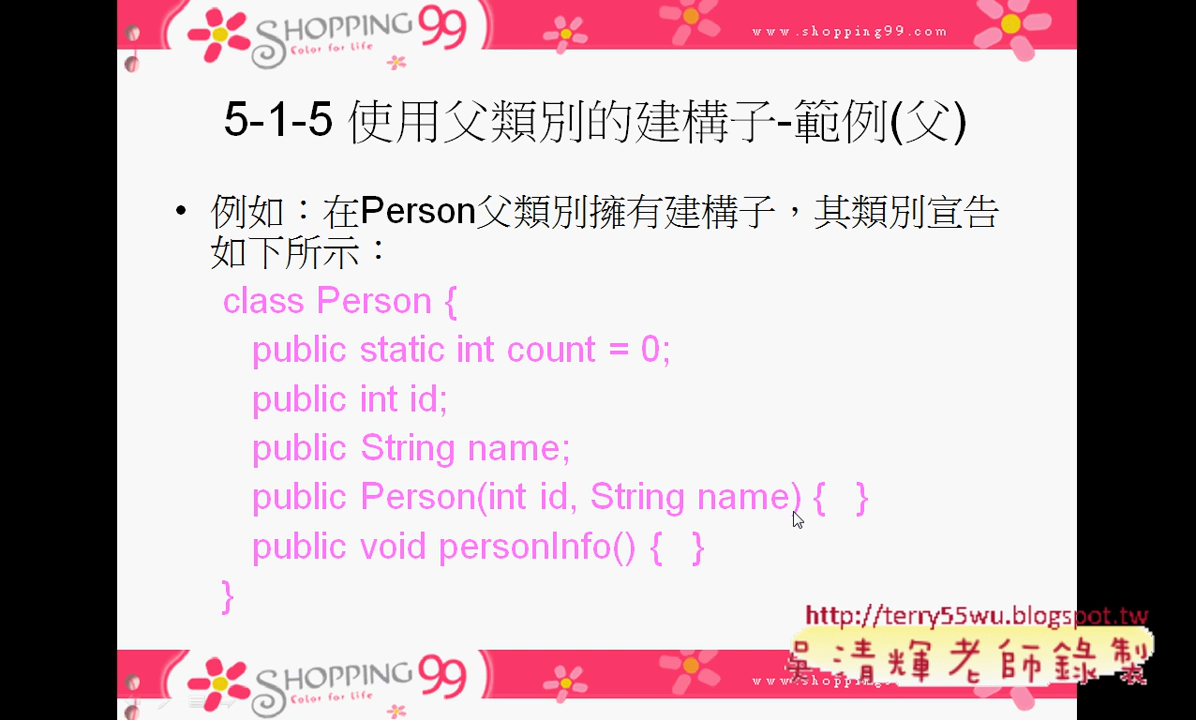 SHOPPING 99
Color for Life
www.shopping99.com
5-1-5 使用父類別的建構子-範例(父)
• 例如：在Person父類別擁有建構子，其類別宣告
如下所示：
class Person {
public static int count = 0;
public int id;
public String name;
public Person(int id, String name) { }
public void personInfo() { }
}
http://terry55wu.blogspot.tw
吳清輝老師錄製
SHOPPING 99
Color for Life